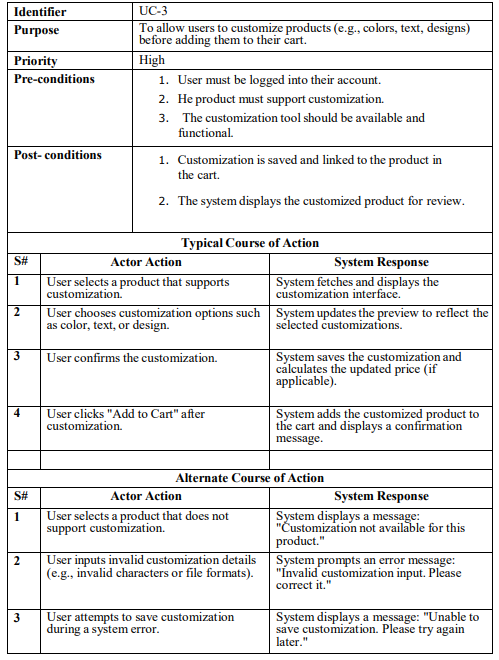 Identifier UC-3
Purpose To allow users to customize products (e.g., colors, text, designs)
before adding them to their cart.
Priority High
Pre-conditions 1. User must be logged into their account.
2. He product must support customization.
3. The customization tool should be available and
functional.
Post- conditions 1. Customization is saved and linked to the product in
the cart.
2. The system displays the customized product for review.
Typical Course of Action
S# Actor Action System Response
1 User selects a product that supports
customization.
System fetches and displays the
customization interface.
2 User chooses customization options such
as color, text, or design.
System updates the preview to reflect the
selected customizations.
3 User confirms the customization.
System saves the customization and
calculates the updated price (if
applicable).
4 User clicks "Add to Cart" after
customization.
System adds the customized product to
the cart and displays a confirmation
message.
Alternate Course of Action
S# Actor Action System Response
1 User selects a product that does not
support customization.
System displays a message:
"Customization not available for this
product."
2 User inputs invalid customization details
(e.g., invalid characters or file formats).
System prompts an error message:
"Invalid customization input. Please
correct it."
3 User attempts to save customization
during a system error.
System displays a message: "Unable to
save customization. Please try again
later."